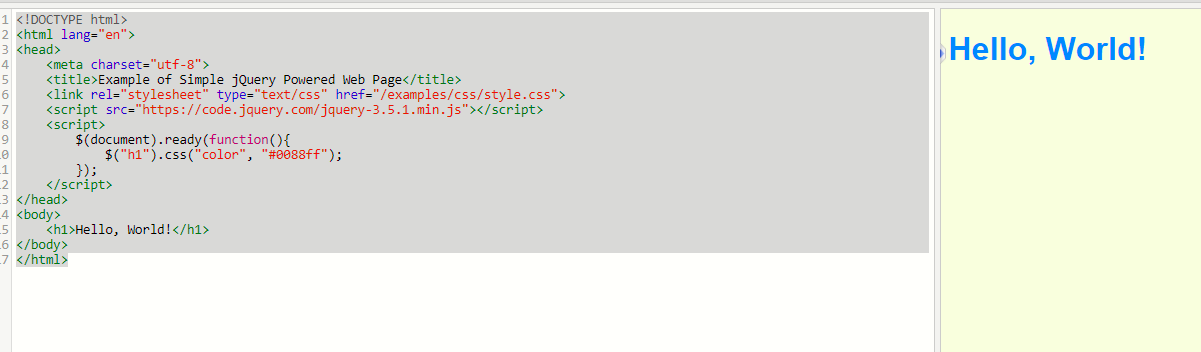 1 <!DOCTYPE html>
2 <html lang="en">
3 <head>
4     <meta charset="utf-8">
5     <title>Example of Simple jQuery Powered Web Page</title>
6     <link rel="stylesheet" type="text/css" href="/examples/css/style.css">
7     <script src="https://code.jquery.com/jquery-3.5.1.min.js"></script>
8     <script>
9         $(document).ready(function(){
0             $("h1").css("color", "#0088ff");
1         });
2     </script>
3 </head>
4 <body>
5     <h1>Hello, World!</h1>
6 </body>
7 </html>
Hello, World!